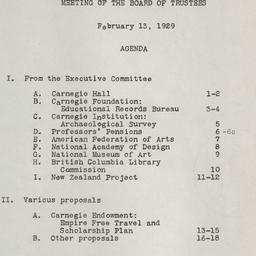 MEETING OF THE BOARD OF TRUSTEES
February 13, 1929
AGENDA
I. From the Executive Committee
A. Carnegie Hall 1-2
B. Carnegie Foundation:
Educational Records Bureau 3-4
C. Carnegie Institution:
Archaeological Survey 5
D. Professors' Pensions 6 -6c
E. American Federation of Arts 7
F. National Academy of Design 8
G. National Museum of Art 9
H. British Columbia Library
Commission 10
I. New Zealand Project 11-12
II. Various proposals
A. Carnegie Endowment:
Empire Free Travel and
Scholarship Plan 13-15
B. Other proposals 16-18